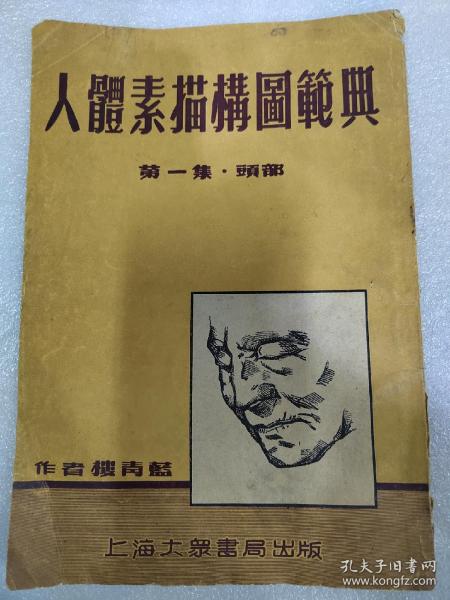 人體素描構圖範典
第一集·頭部
作者 樓青藍
上海大眾書局出版
孔夫子旧书网
www.kongfz.com